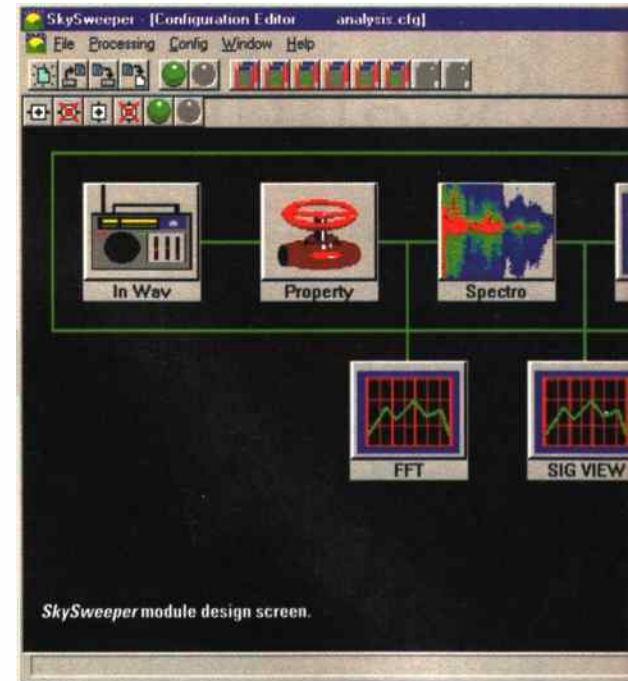 SkySweeper - [Configuration Editor analysis.cfg]
File Processing Config Window Help
In Wav Property Spectro
FFT SIG VIEW
SkySweeper module design screen.